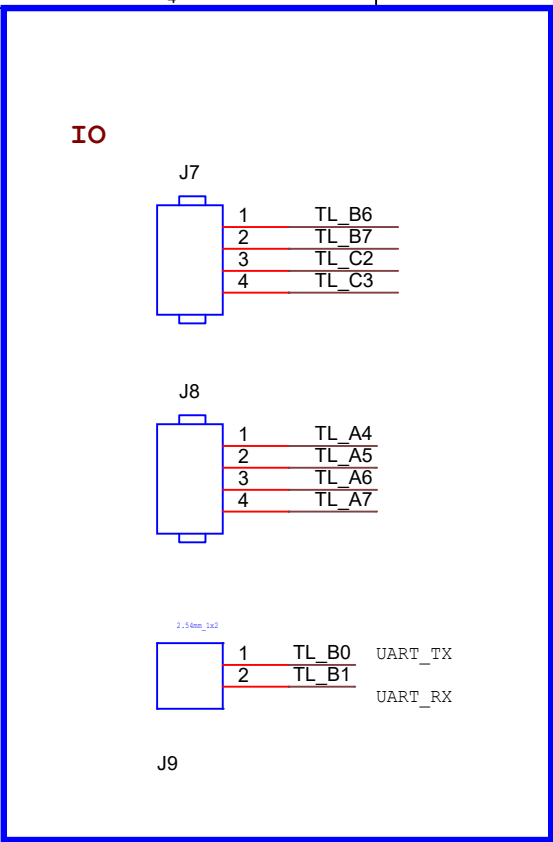 IO
J7
1 TL_B6
2 TL_B7
3 TL_C2
4 TL_C3
J8
1 TL_A4
2 TL_A5
3 TL_A6
4 TL_A7
2.54mm_1x2
1 TL_B0 UART_TX
2 TL_B1
UART_RX
J9